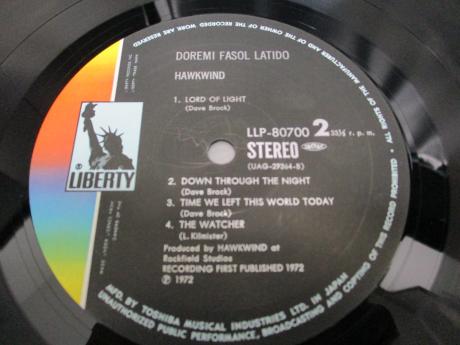 DOREMI FASOL LATIDO
HAWKWIND
1. LORD OF LIGHT
(Dave Brock)
LLP-80700 2 33⅓ r. p. m.
STEREO
(UAG-29364-B)
LIBERTY
2. DOWN THROUGH THE NIGHT
(Dave Brock)
3. TIME WE LEFT THIS WORLD TODAY
(Dave Brock)
4. THE WATCHER
(L. Kilmister)
Produced by HAWKWIND at
Rockfield Studios
RECORDING FIRST PUBLISHED 1972
℗ 1972
ALL RIGHTS OF THE MANUFACTURER AND OF THE OWNER OF THE RECORDED WORK ARE RESERVED
MFG. BY TOSHIBA MUSICAL INDUSTRIES LTD. IN JAPAN
UNAUTHORIZED PUBLIC PERFORMANCE, BROADCASTING AND COPYING OF THIS RECORD PROHIBITED